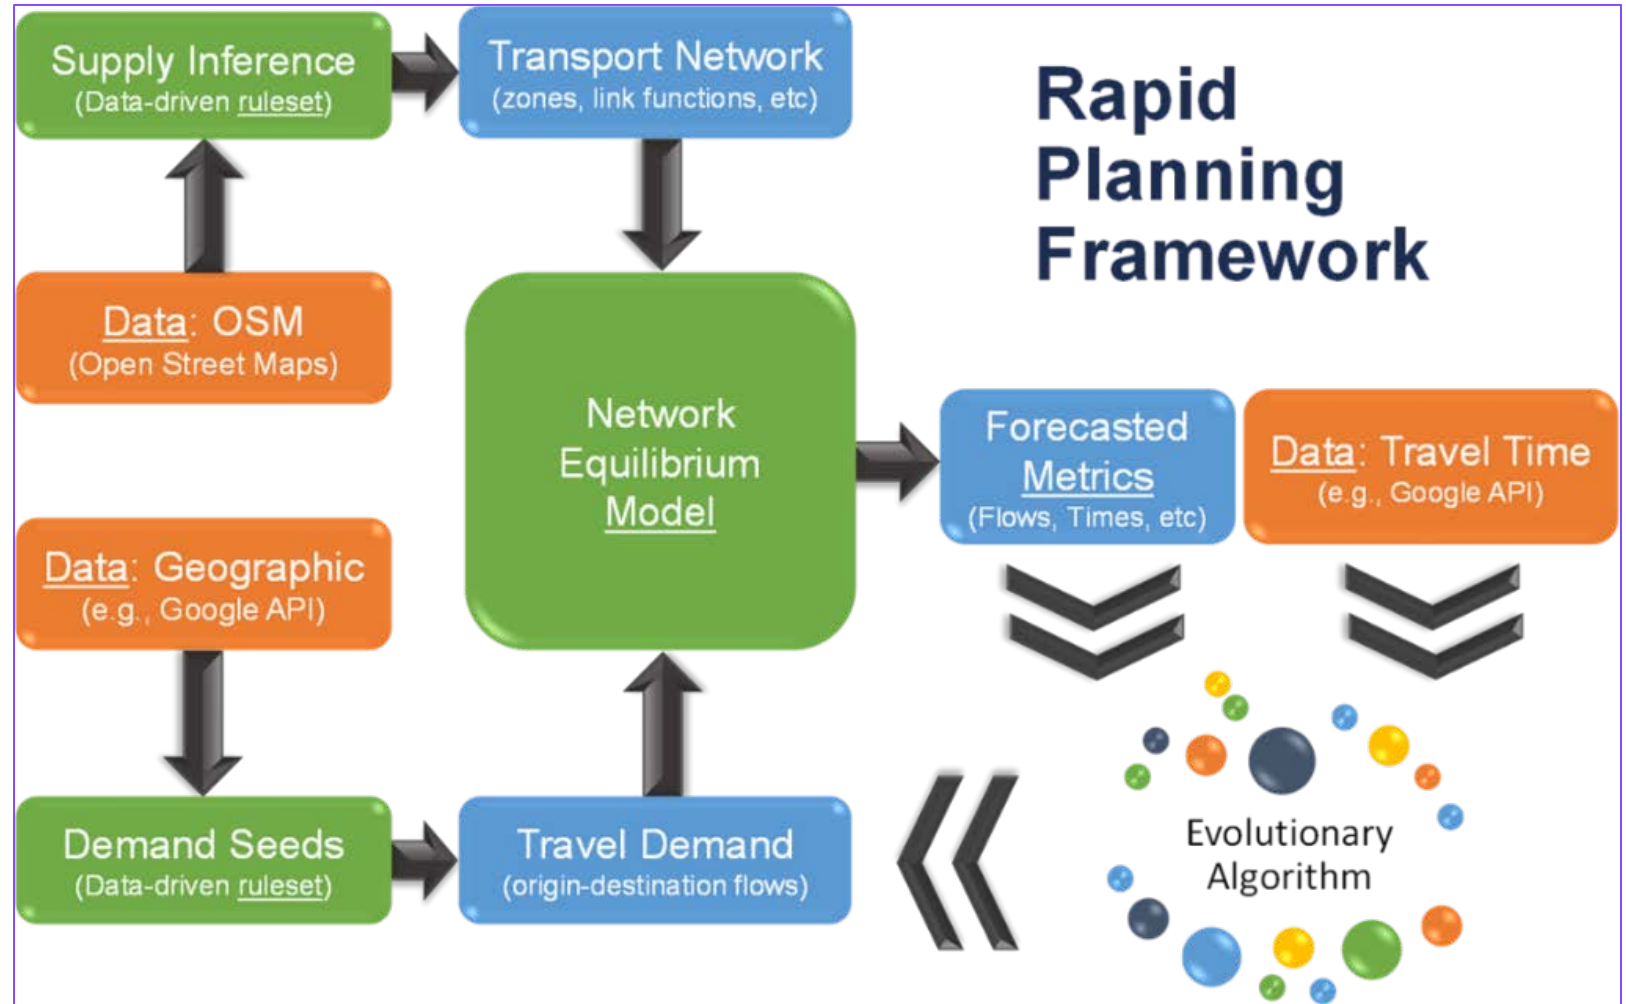 Supply Inference
(Data-driven ruleset)
Transport Network
(zones, link functions, etc)
Rapid
Planning
Framework
Data: OSM
(Open Street Maps)
Network
Equilibrium
Model
Forecasted
Metrics
(Flows, Times, etc)
Data: Travel Time
(e.g., Google API)
Data: Geographic
(e.g., Google API)
Demand Seeds
(Data-driven ruleset)
Travel Demand
(origin-destination flows)
Evolutionary
Algorithm